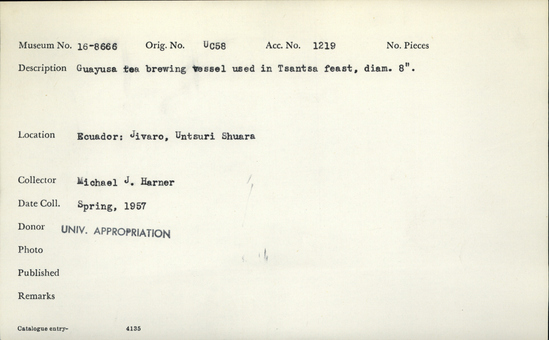 Museum No. 16-8666 Orig. No. UC58 Acc. No. 1219 No. Pieces
Description Guayusa tea brewing vessel used in Tsantsa feast, diam. 8".
Location Ecuador: Jivaro, Untsuri Shuara
Collector Michael J. Harner
Date Coll. Spring, 1957
Donor UNIV. APPROPRIATION
Photo
Published
Remarks
Catalogue entry- 4135